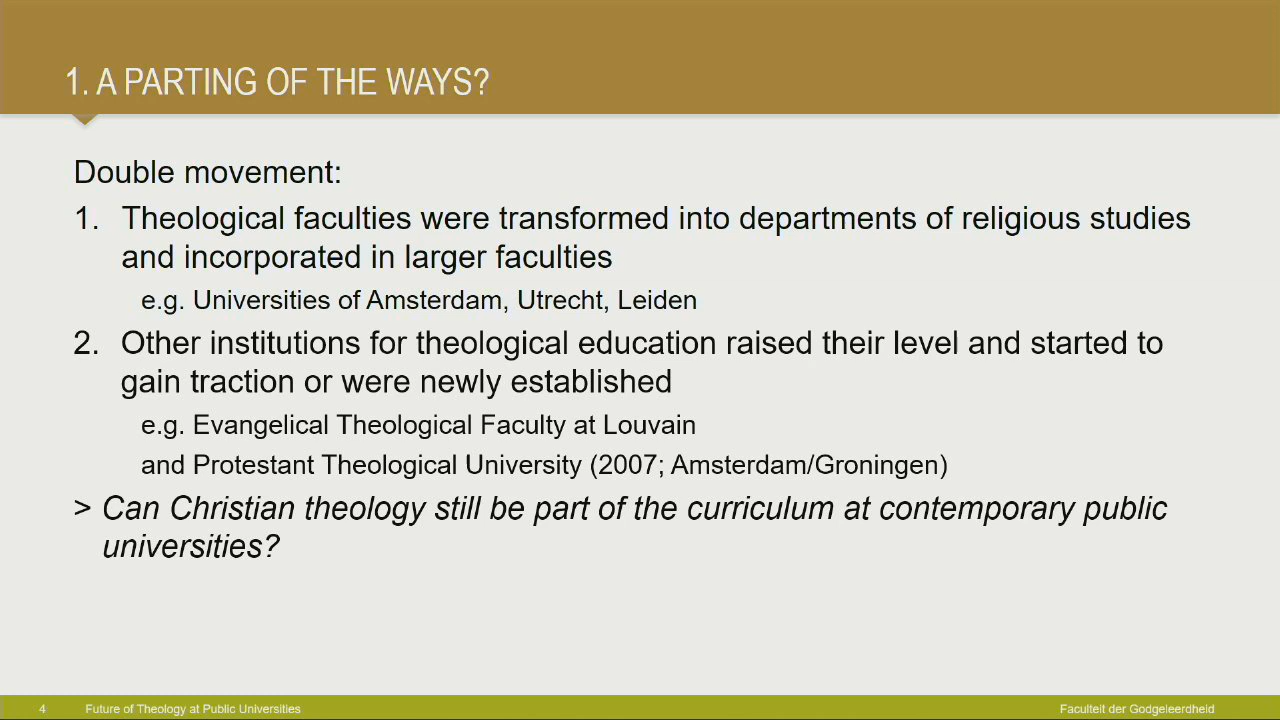 1. A PARTING OF THE WAYS?
Double movement:
1. Theological faculties were transformed into departments of religious studies
and incorporated in larger faculties
e.g. Universities of Amsterdam, Utrecht, Leiden
2. Other institutions for theological education raised their level and started to
gain traction or were newly established
e.g. Evangelical Theological Faculty at Louvain
and Protestant Theological University (2007; Amsterdam/Groningen)
> Can Christian theology still be part of the curriculum at contemporary public
universities?
4 Future of Theology at Public Universities Faculteit der Godgeleerdheid